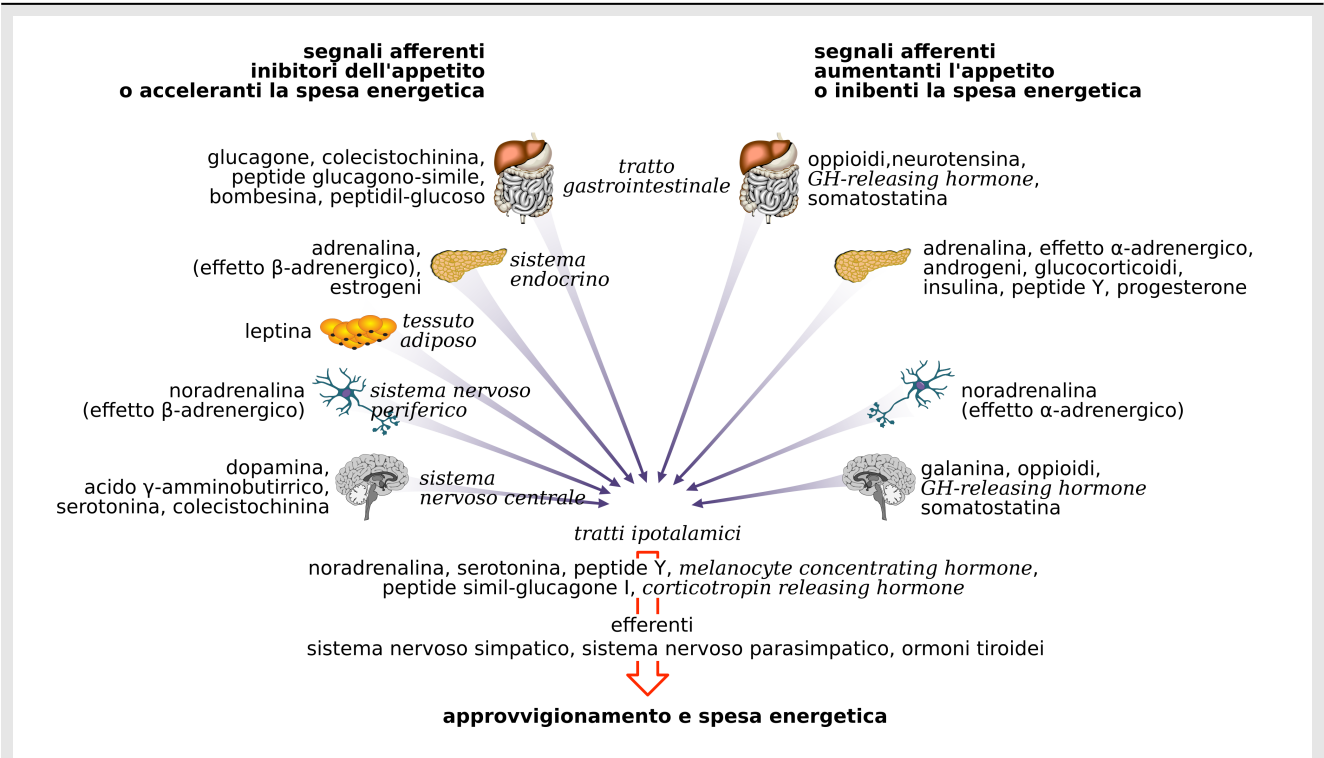 segnali afferenti
inibitori dell'appetito
o acceleranti la spesa energetica
segnali afferenti
aumentanti l'appetito
o inibenti la spesa energetica
glucagone, colecistochinina,
peptide glucagono-simile,
bombesina, peptidil-glucoso
tratto
gastrointestinale
oppioidi,neurotensina,
GH-releasing hormone,
somatostatina
adrenalina,
(effetto β-adrenergico),
estrogeni
sistema
endocrino
adrenalina, effetto α-adrenergico,
androgeni, glucocorticoidi,
insulina, peptide Y, progesterone
leptina
tessuto
adiposo
noradrenalina
(effetto β-adrenergico)
sistema nervoso
periferico
noradrenalina
(effetto α-adrenergico)
dopamina,
acido γ-amminobutirrico,
serotonina, colecistochinina
sistema
nervoso centrale
galanina, oppioidi,
GH-releasing hormone
somatostatina
tratti ipotalamici
noradrenalina, serotonina, peptide Y, melanocyte concentrating hormone,
peptide simil-glucagone I, corticotropin releasing hormone
efferenti
sistema nervoso simpatico, sistema nervoso parasimpatico, ormoni tiroidei
approvvigionamento e spesa energetica